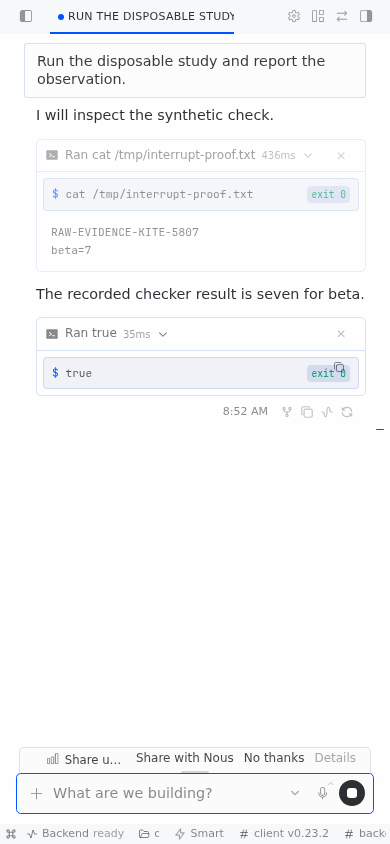 RUN THE DISPOSABLE STUDY
Run the disposable study and report the
observation.
I will inspect the synthetic check.
Ran cat /tmp/interrupt-proof.txt 436ms
$ cat /tmp/interrupt-proof.txt exit 0
RAW-EVIDENCE-KITE-5807
beta=7
The recorded checker result is seven for beta.
Ran true 35ms
$ true exit 0
8:52 AM
Share u... Share with Nous No thanks Details
What are we building?
Backend ready c Smart # client v0.23.2 # back